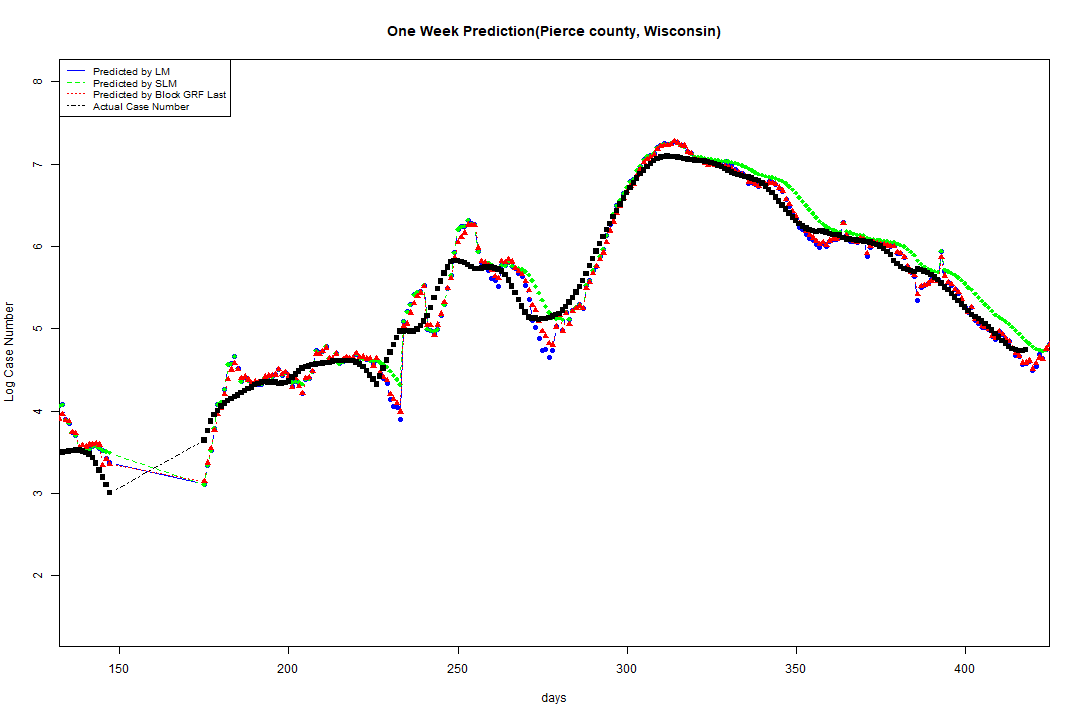 One Week Prediction(Pierce county, Wisconsin)
Predicted by LM
Predicted by SLM
Predicted by Block GRF Last
Actual Case Number
8
7
6
5
4
3
2
Log Case Number
150 200 250 300 350 400
days